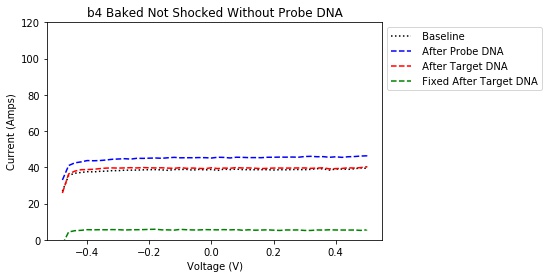 b4 Baked Not Shocked Without Probe DNA
120
100
80
60
40
20
0
Current (Amps)
−0.4
−0.2
0.0
0.2
0.4
Voltage (V)
Baseline
After Probe DNA
After Target DNA
Fixed After Target DNA